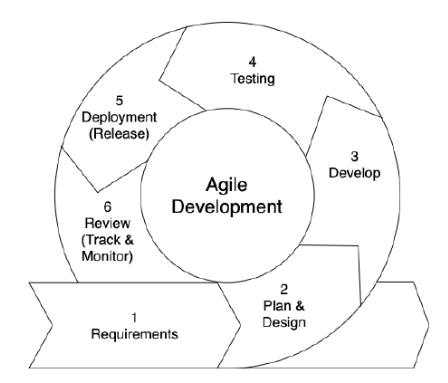 4
Testing
5
Deployment
(Release)
3
Develop
Agile
Development
6
Review
(Track &
Monitor)
2
Plan &
Design
1
Requirements